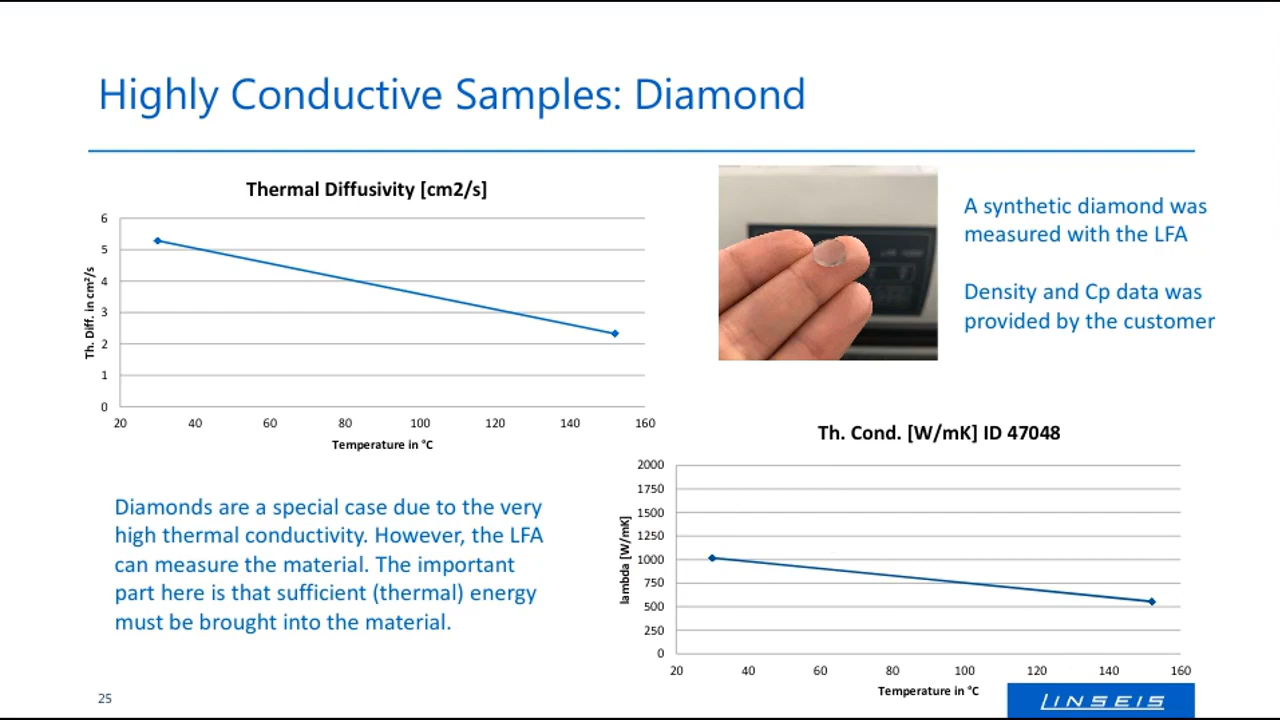 Highly Conductive Samples: Diamond
Thermal Diffusivity [cm2/s]
Th. Diff. in cm²/s
6
5
4
3
2
1
0
20 40 60 80 100 120 140 160
Temperature in °C
A synthetic diamond was
measured with the LFA
Density and Cp data was
provided by the customer
Diamonds are a special case due to the very
high thermal conductivity. However, the LFA
can measure the material. The important
part here is that sufficient (thermal) energy
must be brought into the material.
Th. Cond. [W/mK] ID 47048
lambda [W/mK]
2000
1750
1500
1250
1000
750
500
250
0
20 40 60 80 100 120 140 160
Temperature in °C
25
LINSEIS